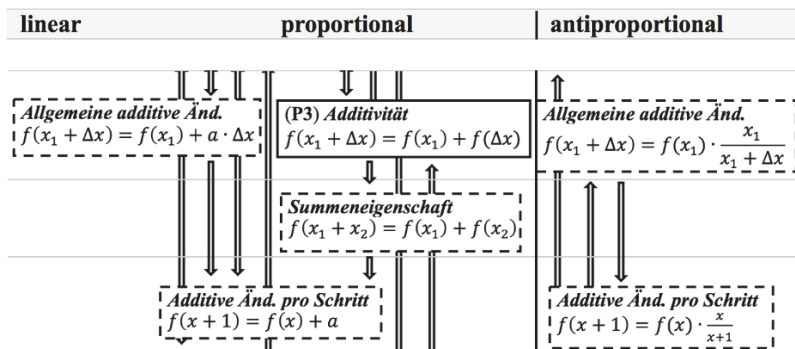 linear proportional antiproportional
Allgemeine additive Änd.
f(x₁ + Δx) = f(x₁) + a · Δx
(P3) Additivität
f(x₁ + Δx) = f(x₁) + f(Δx)
Allgemeine additive Änd.
f(x₁ + Δx) = f(x₁) · x₁/(x₁ + Δx)
Summeneigenschaft
f(x₁ + x₂) = f(x₁) + f(x₂)
Additive Änd. pro Schritt
f(x + 1) = f(x) + a
Additive Änd. pro Schritt
f(x + 1) = f(x) · x/(x+1)